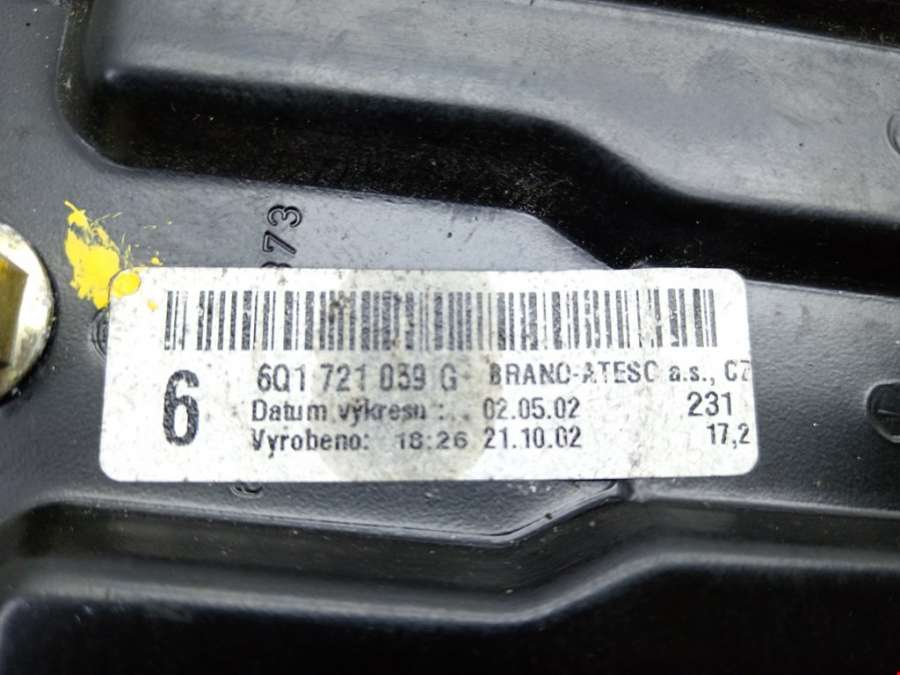 373
6 6Q1 721 039 G BRANO-ATESO a.s., CZ
Datum výkresu : 02.05.02 231
Vyrobeno: 18:26 21.10.02 17,2